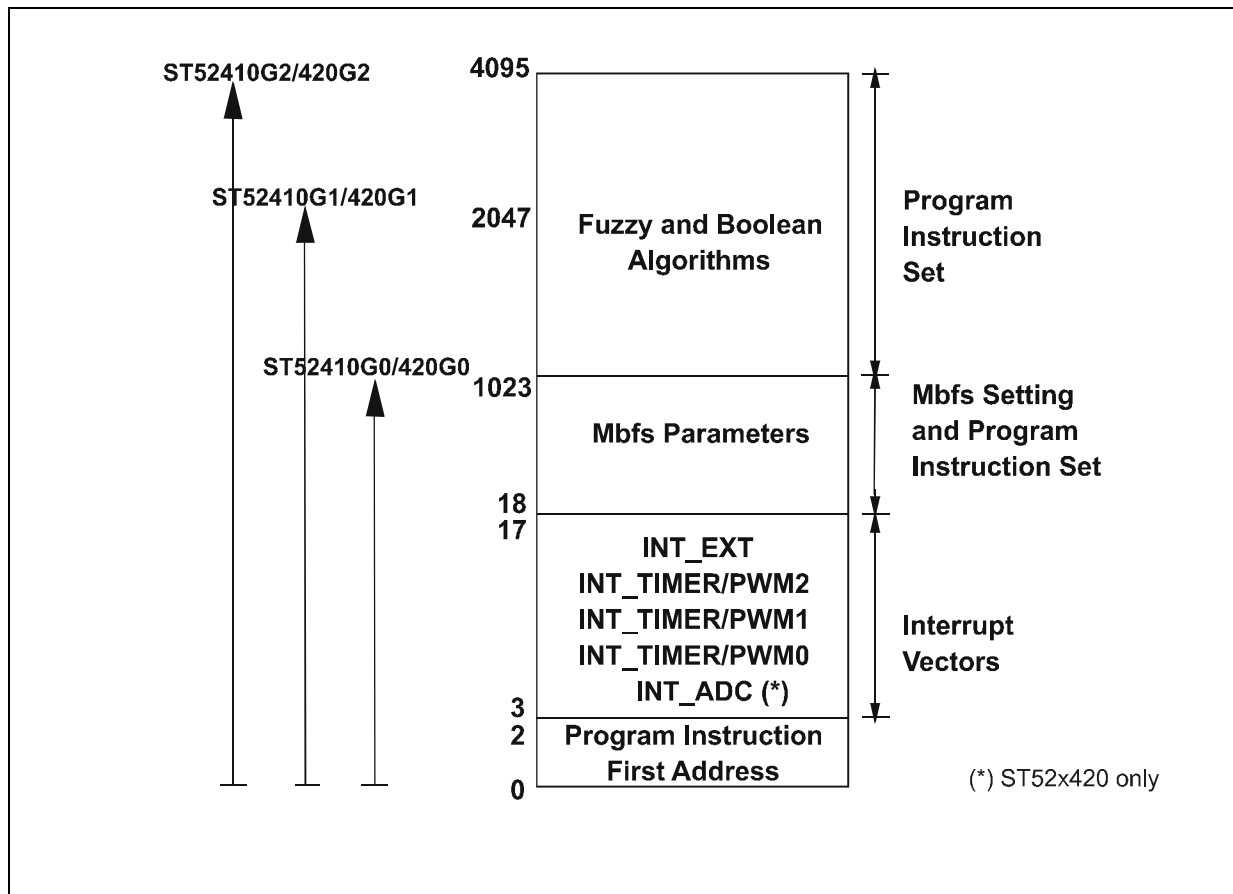 ST52410G2/420G2
4095
ST52410G1/420G1
2047
Fuzzy and Boolean
Algorithms
Program
Instruction
Set
ST52410G0/420G0
1023
Mbfs Parameters
Mbfs Setting
and Program
Instruction Set
18
17
INT_EXT
INT_TIMER/PWM2
INT_TIMER/PWM1
INT_TIMER/PWM0
INT_ADC (*)
Interrupt
Vectors
3
2
Program Instruction
First Address
0
(*) ST52x420 only